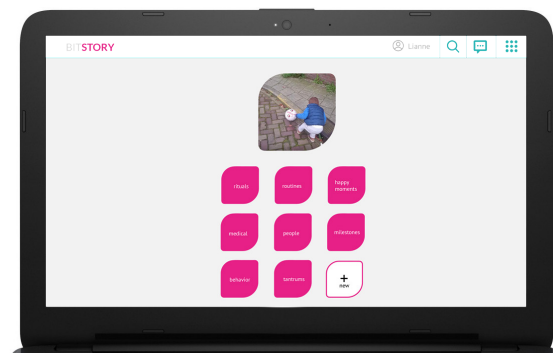 BITSTORY
Lianne
rituals
routines
happy
moments
medical
people
milestones
behavior
tantrums
+
new